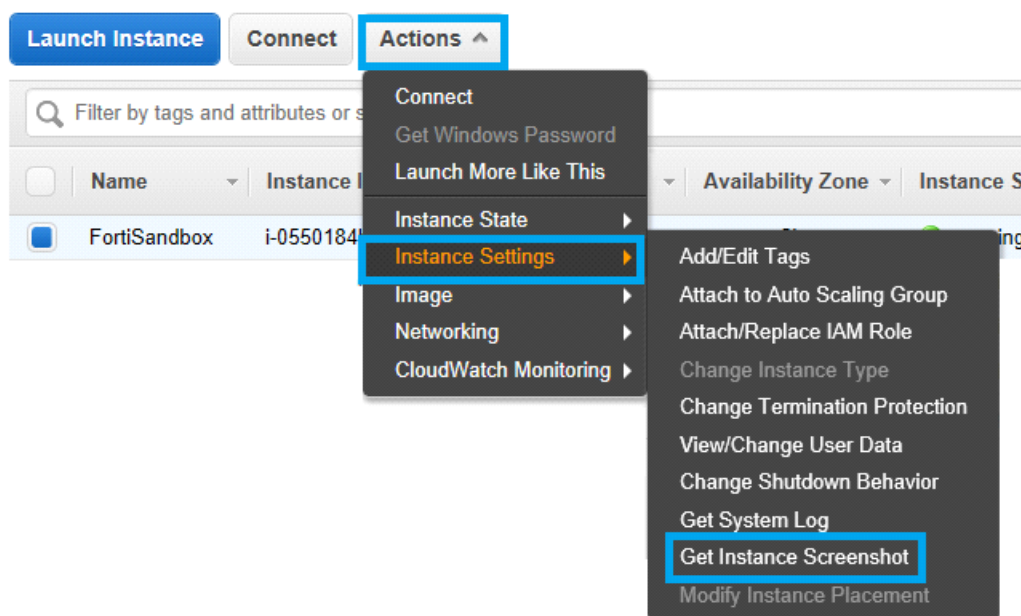 Launch Instance Connect Actions
Filter by tags and attributes or s
Name Instance I Availability Zone Instance S
FortiSandbox i-0550184
Connect
Get Windows Password
Launch More Like This
Instance State
Instance Settings
Image
Networking
CloudWatch Monitoring
Add/Edit Tags
Attach to Auto Scaling Group
Attach/Replace IAM Role
Change Instance Type
Change Termination Protection
View/Change User Data
Change Shutdown Behavior
Get System Log
Get Instance Screenshot
Modify Instance Placement